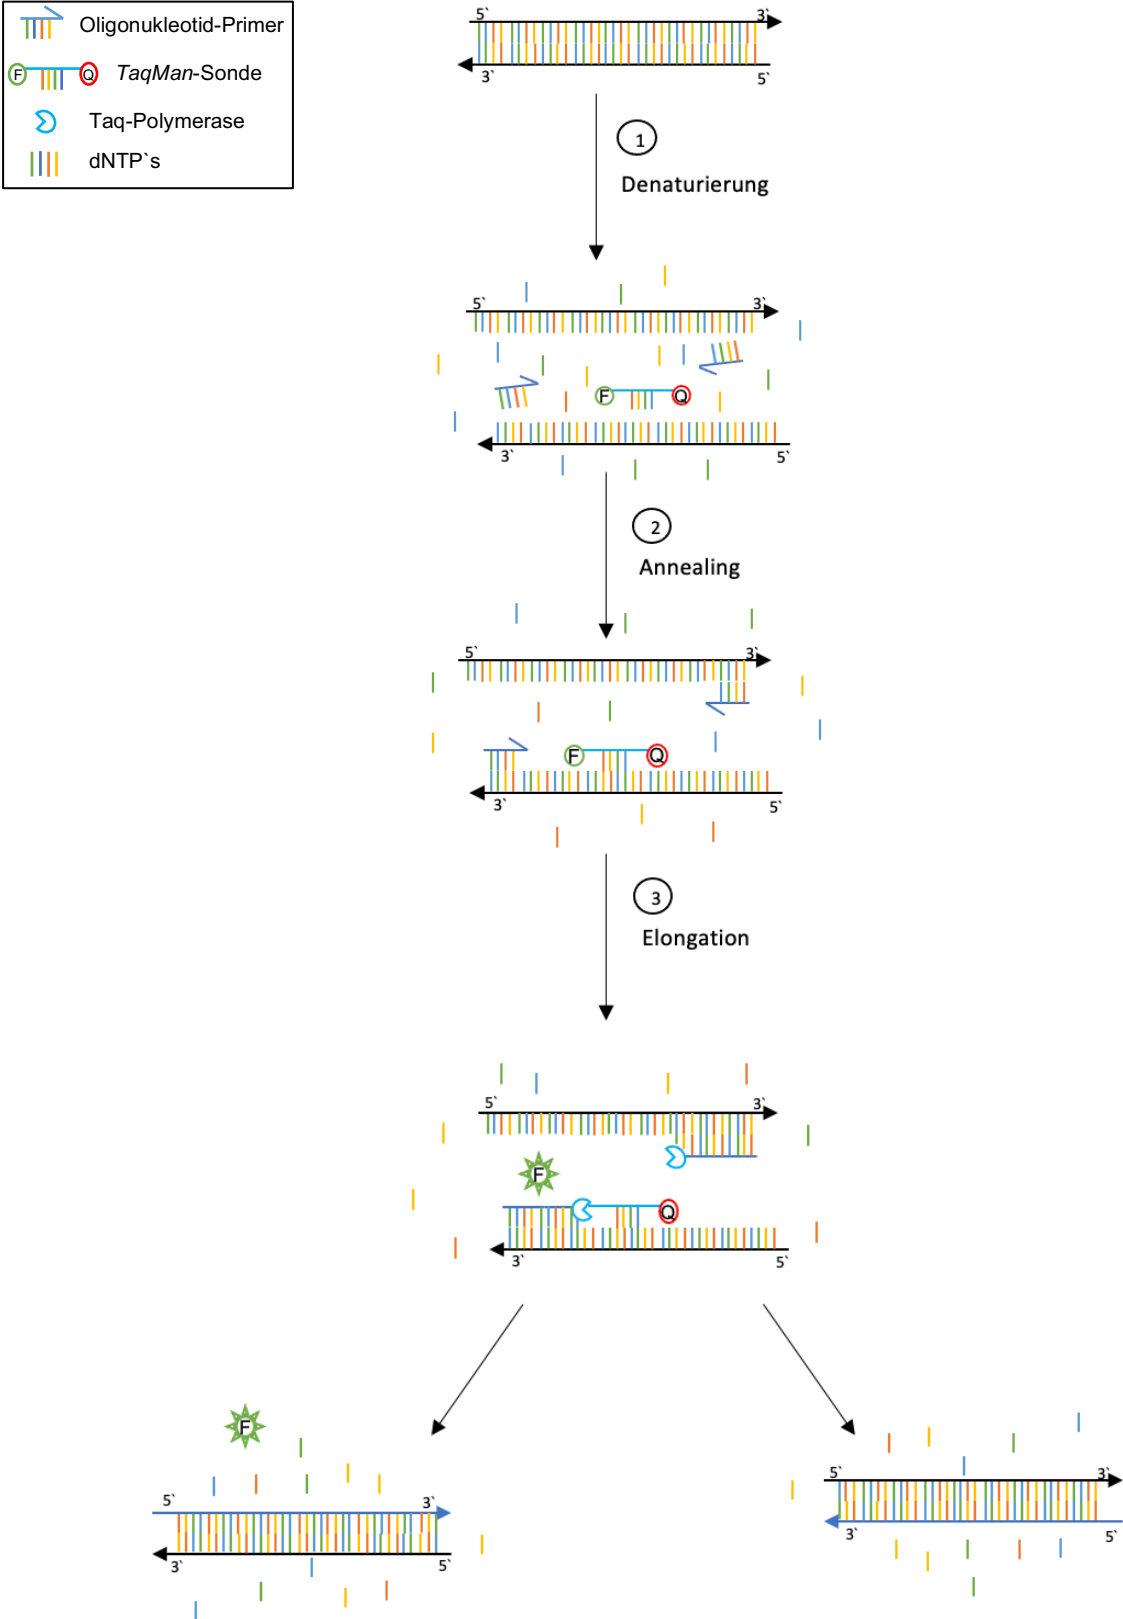 Oligonukleotid-Primer
F Q TaqMan-Sonde
Taq-Polymerase
dNTP`s
5` 3`
3` 5`
1
Denaturierung
5` 3`
F Q
3` 5`
2
Annealing
5` 3`
F Q
3` 5`
3
Elongation
5` 3`
F
Q
3` 5`
F
5` 3`
3` 5`
5` 3`
3` 5`